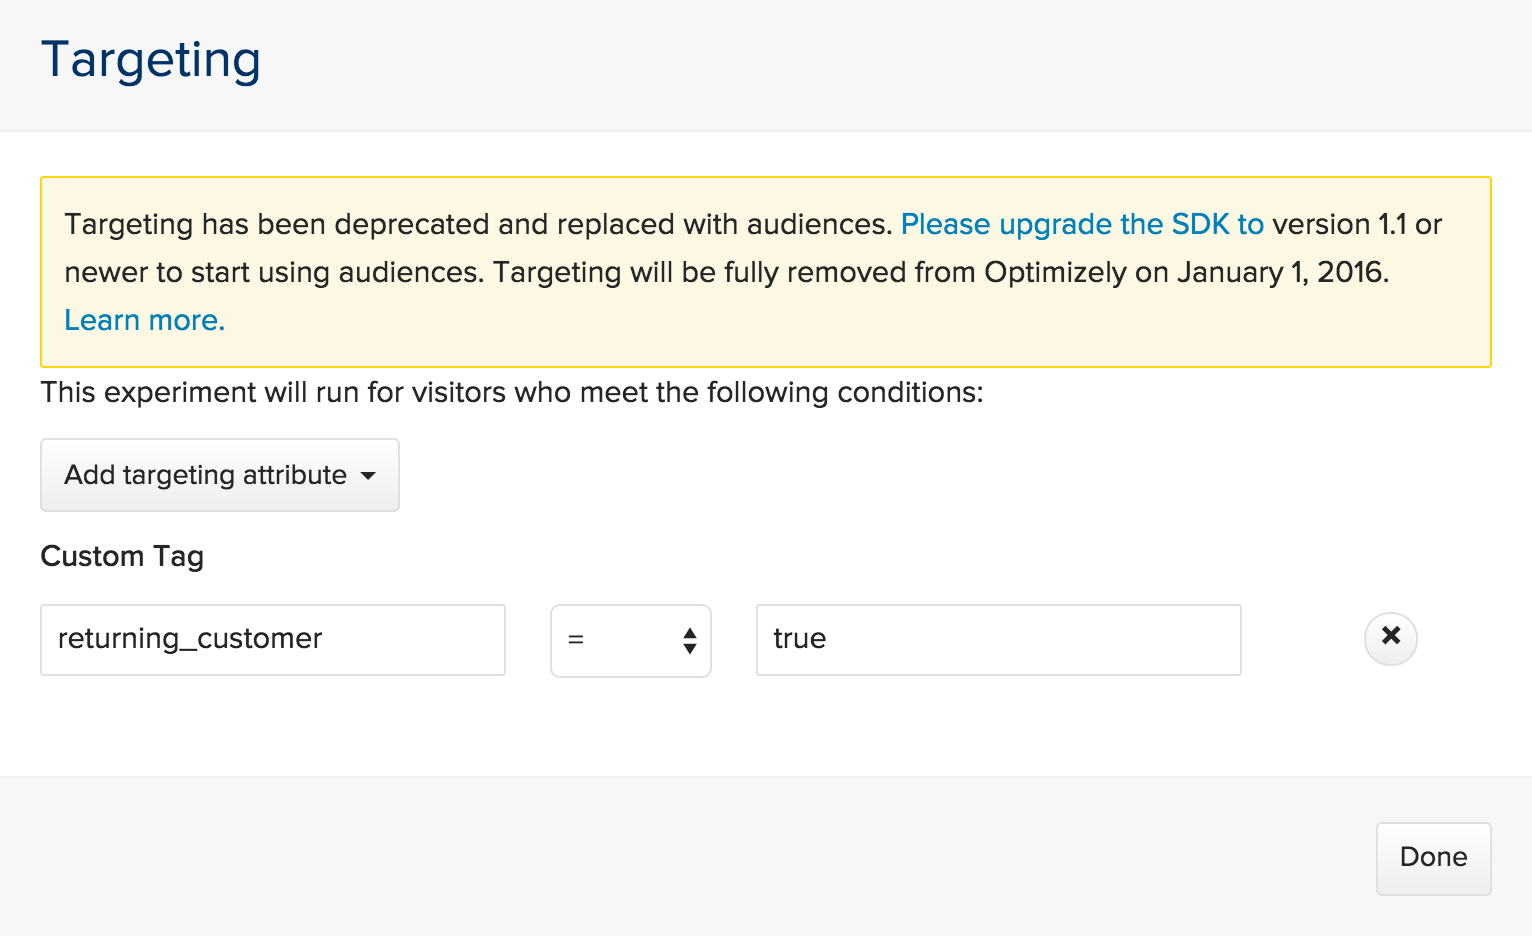 Targeting
Targeting has been deprecated and replaced with audiences. Please upgrade the SDK to version 1.1 or
newer to start using audiences. Targeting will be fully removed from Optimizely on January 1, 2016.
Learn more.
This experiment will run for visitors who meet the following conditions:
Add targeting attribute
Custom Tag
returning_customer = true
Done